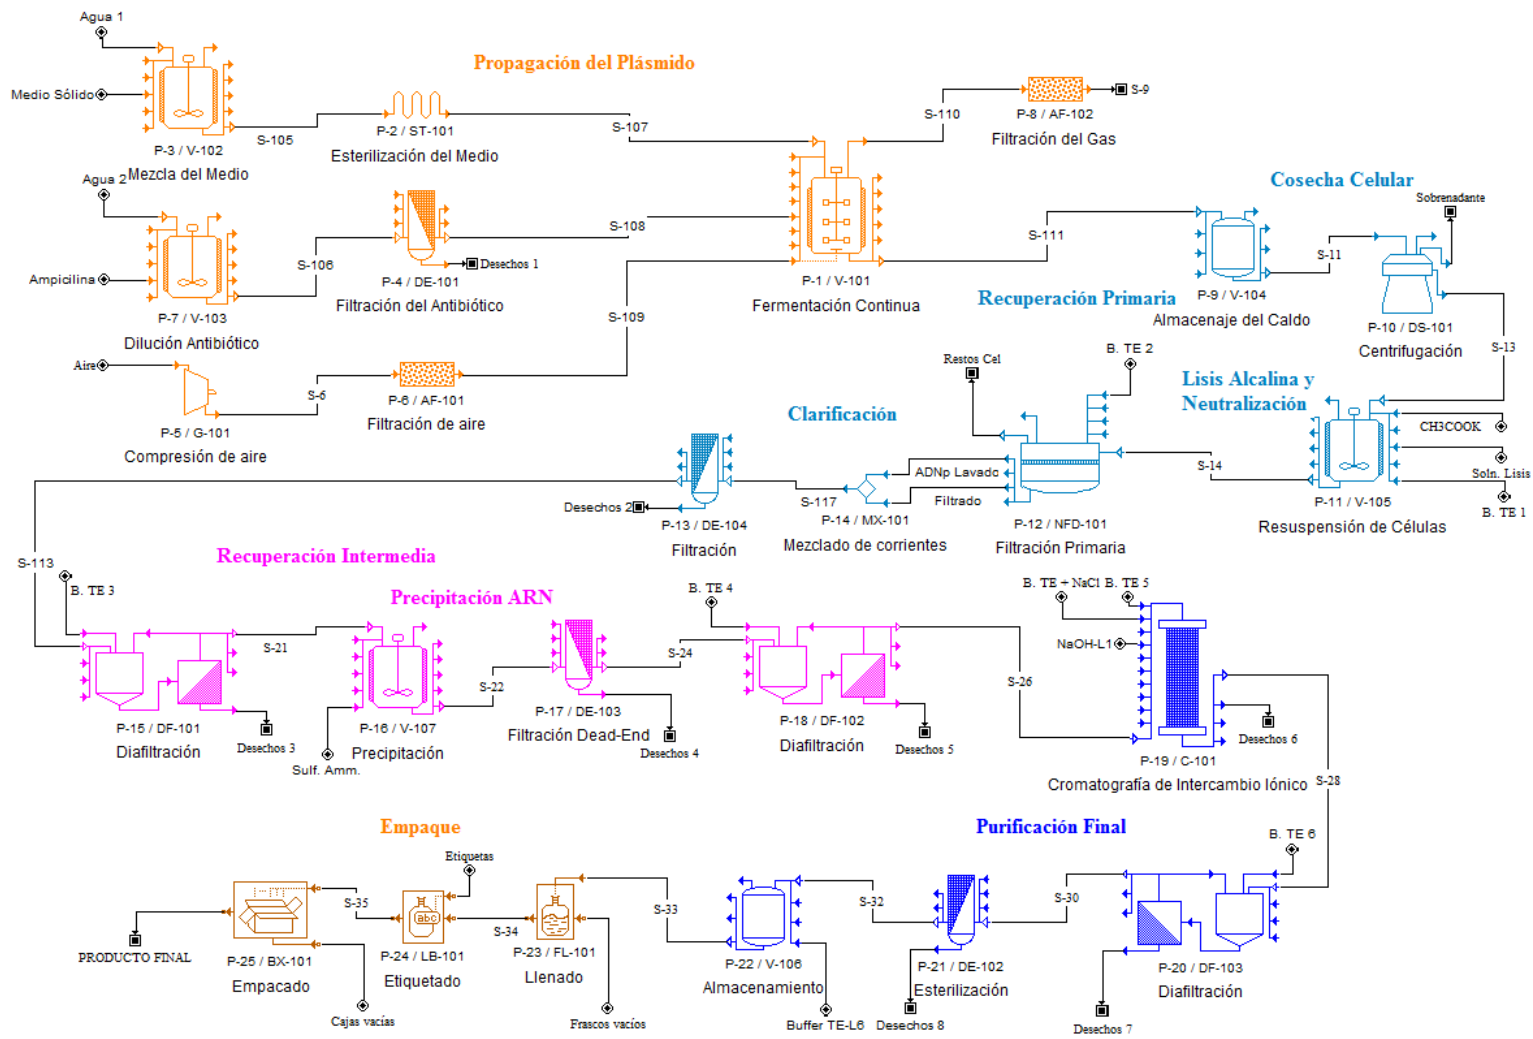 Agua 1
Medio Sólido
P-3 / V-102
Mezcla del Medio
S-105
P-2 / ST-101
Esterilización del Medio
Propagación del Plásmido
S-107
S-110
P-8 / AF-102
Filtración del Gas
S-9
Agua 2
Ampicilina
P-7 / V-103
Dilución Antibiótico
S-106
P-4 / DE-101
Filtración del Antibiótico
Desechos 1
S-108
S-109
P-1 / V-101
Fermentación Continua
S-111
Aire
P-5 / G-101
Compresión de aire
S-6
P-6 / AF-101
Filtración de aire
Cosecha Celular
Sobrenadante
P-9 / V-104
Almacenaje del Caldo
S-11
P-10 / DS-101
Centrifugación
S-13
Recuperación Primaria
B. TE 2
Restos Cel
Lisis Alcalina y
Neutralización
CH3COOK
Soln. Lisis
B. TE 1
P-11 / V-105
Resuspensión de Células
S-14
ADNp Lavado
Filtrado
P-12 / NFD-101
Filtración Primaria
Clarificación
S-117
P-14 / MX-101
Mezclado de corrientes
Desechos 2
P-13 / DE-104
Filtración
S-113
Recuperación Intermedia
B. TE 3
P-15 / DF-101
Diafiltración
Desechos 3
S-21
Precipitación ARN
P-16 / V-107
Precipitación
Sulf. Amm.
S-22
P-17 / DE-103
Filtración Dead-End
Desechos 4
S-24
B. TE 4
P-18 / DF-102
Diafiltración
Desechos 5
S-26
B. TE + NaCl
B. TE 5
NaOH-L1
P-19 / C-101
Cromatografía de Intercambio Iónico
Desechos 6
S-28
Empaque
Purificación Final
B. TE 6
P-20 / DF-103
Diafiltración
Desechos 7
S-30
P-21 / DE-102
Esterilización
Desechos 8
S-32
P-22 / V-106
Almacenamiento
Buffer TE-L6
S-33
P-23 / FL-101
Llenado
Frascos vacíos
S-34
Etiquetas
P-24 / LB-101
Etiquetado
abc
S-35
P-25 / BX-101
Empacado
Cajas vacías
PRODUCTO FINAL